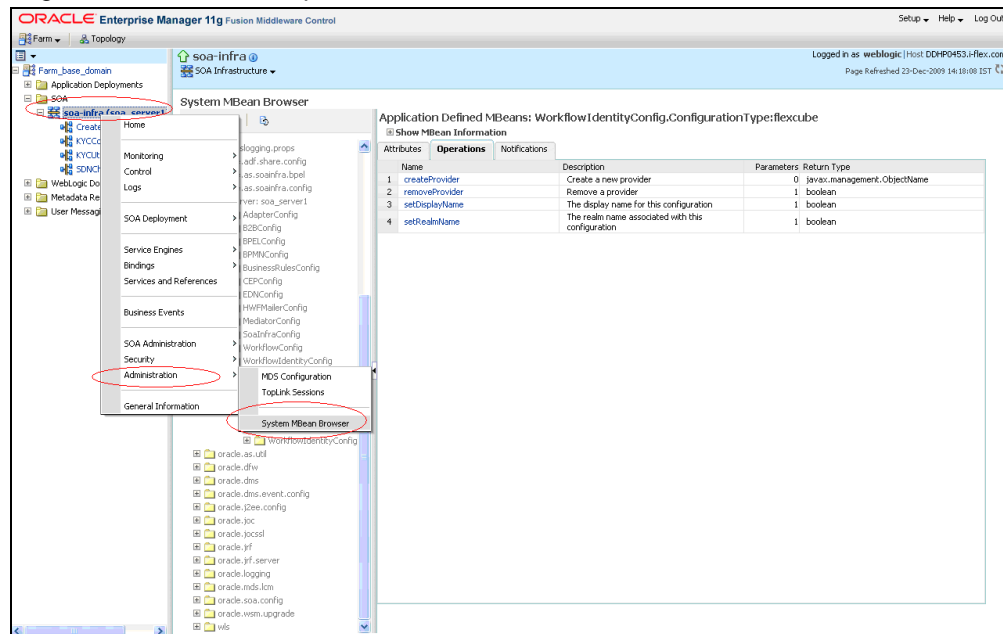 ORACLE Enterprise Manager 11g Fusion Middleware Control
Setup Help Log Out
Farm Topology
soa-infra
Logged in as weblogic|Host DDHP0453.i-flex.com
SOA Infrastructure
Page Refreshed 23-Dec-2009 14:18:08 IST
Farm_base_domain
Application Deployments
SOA
soa-infra (soa_server1
Create
KYCCo
KYCUt
SDNCh
WebLogic Do
Metadata Re
User Messagi
Home
Monitoring
Control
Logs
SOA Deployment
Service Engines
Bindings
Services and References
Business Events
SOA Administration
Security
Administration
General Information
MDS Configuration
TopLink Sessions
System MBean Browser
System MBean Browser
slogging.props
.adf.share.config
.as.soainfra.bpel
.as.soainfra.config
rver: soa_server1
AdapterConfig
B2BConfig
BPELConfig
BPMNConfig
BusinessRulesConfig
CEPConfig
EDNConfig
HWFMailerConfig
MediatorConfig
SoaInfraConfig
WorkflowConfig
WorkflowIdentityConfig
WorkflowIdentityConfig
oracle.as.util
oracle.dfw
oracle.dms
oracle.dms.event.config
oracle.j2ee.config
oracle.joc
oracle.jocssl
oracle.jrf
oracle.jrf.server
oracle.logging
oracle.mds.lcm
oracle.soa.config
oracle.wsm.upgrade
wls
Application Defined MBeans: WorkflowIdentityConfig.ConfigurationType:flexcube
Show MBean Information
Attributes Operations Notifications
Name Description Parameters Return Type
1 createProvider Create a new provider 0 javax.management.ObjectName
2 removeProvider Remove a provider 1 boolean
3 setDisplayName The display name for this configuration 1 boolean
4 setRealmName The realm name associated with this configuration 1 boolean